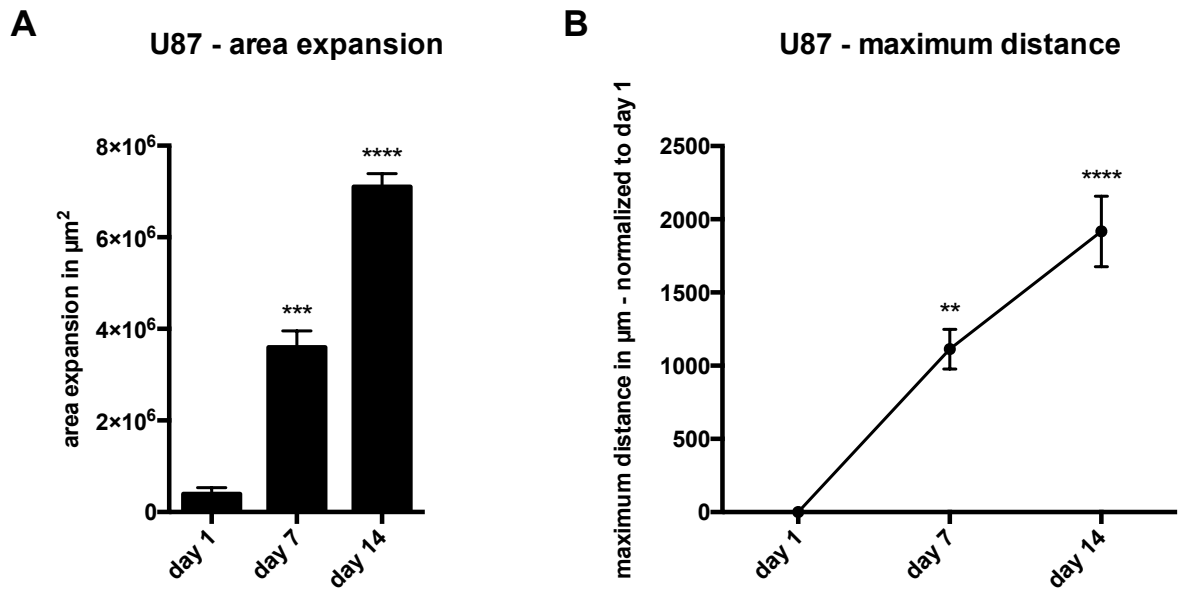 A
U87 - area expansion
area expansion in µm²
8×10⁶
6×10⁶
4×10⁶
2×10⁶
0
***
****
day 1
day 7
day 14
B
U87 - maximum distance
maximum distance in µm - normalized to day 1
2500
2000
1500
1000
500
0
**
****
day 1
day 7
day 14